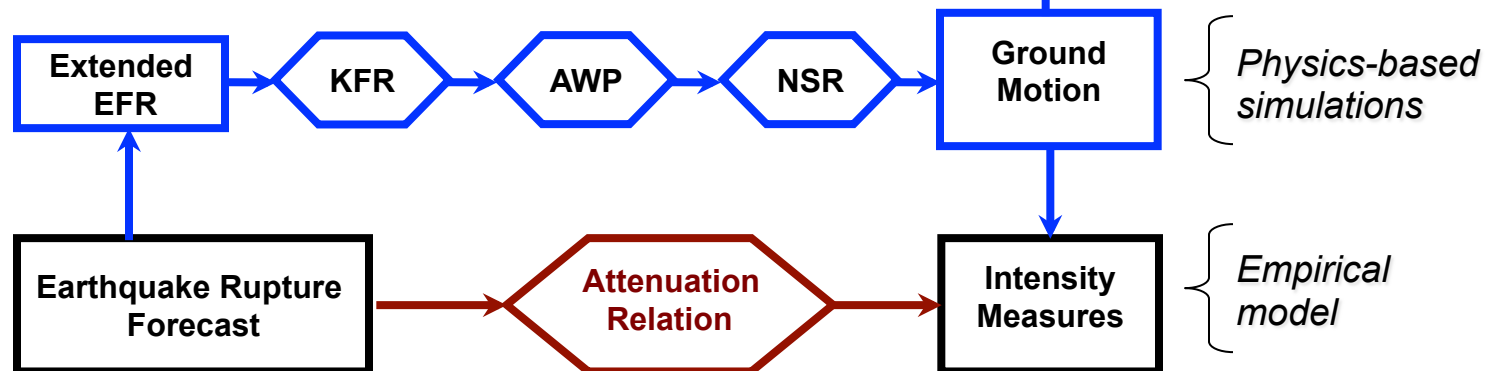 Extended
EFR
KFR
AWP
NSR
Ground
Motion
Physics-based
simulations
Earthquake Rupture
Forecast
Attenuation
Relation
Intensity
Measures
Empirical
model